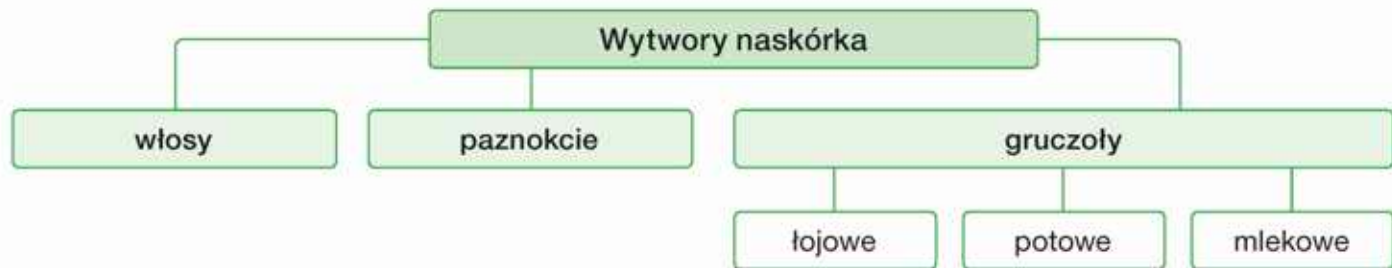 Wytwory naskórka
włosy
paznokcie
gruczoły
łojowe
potowe
mlekowe